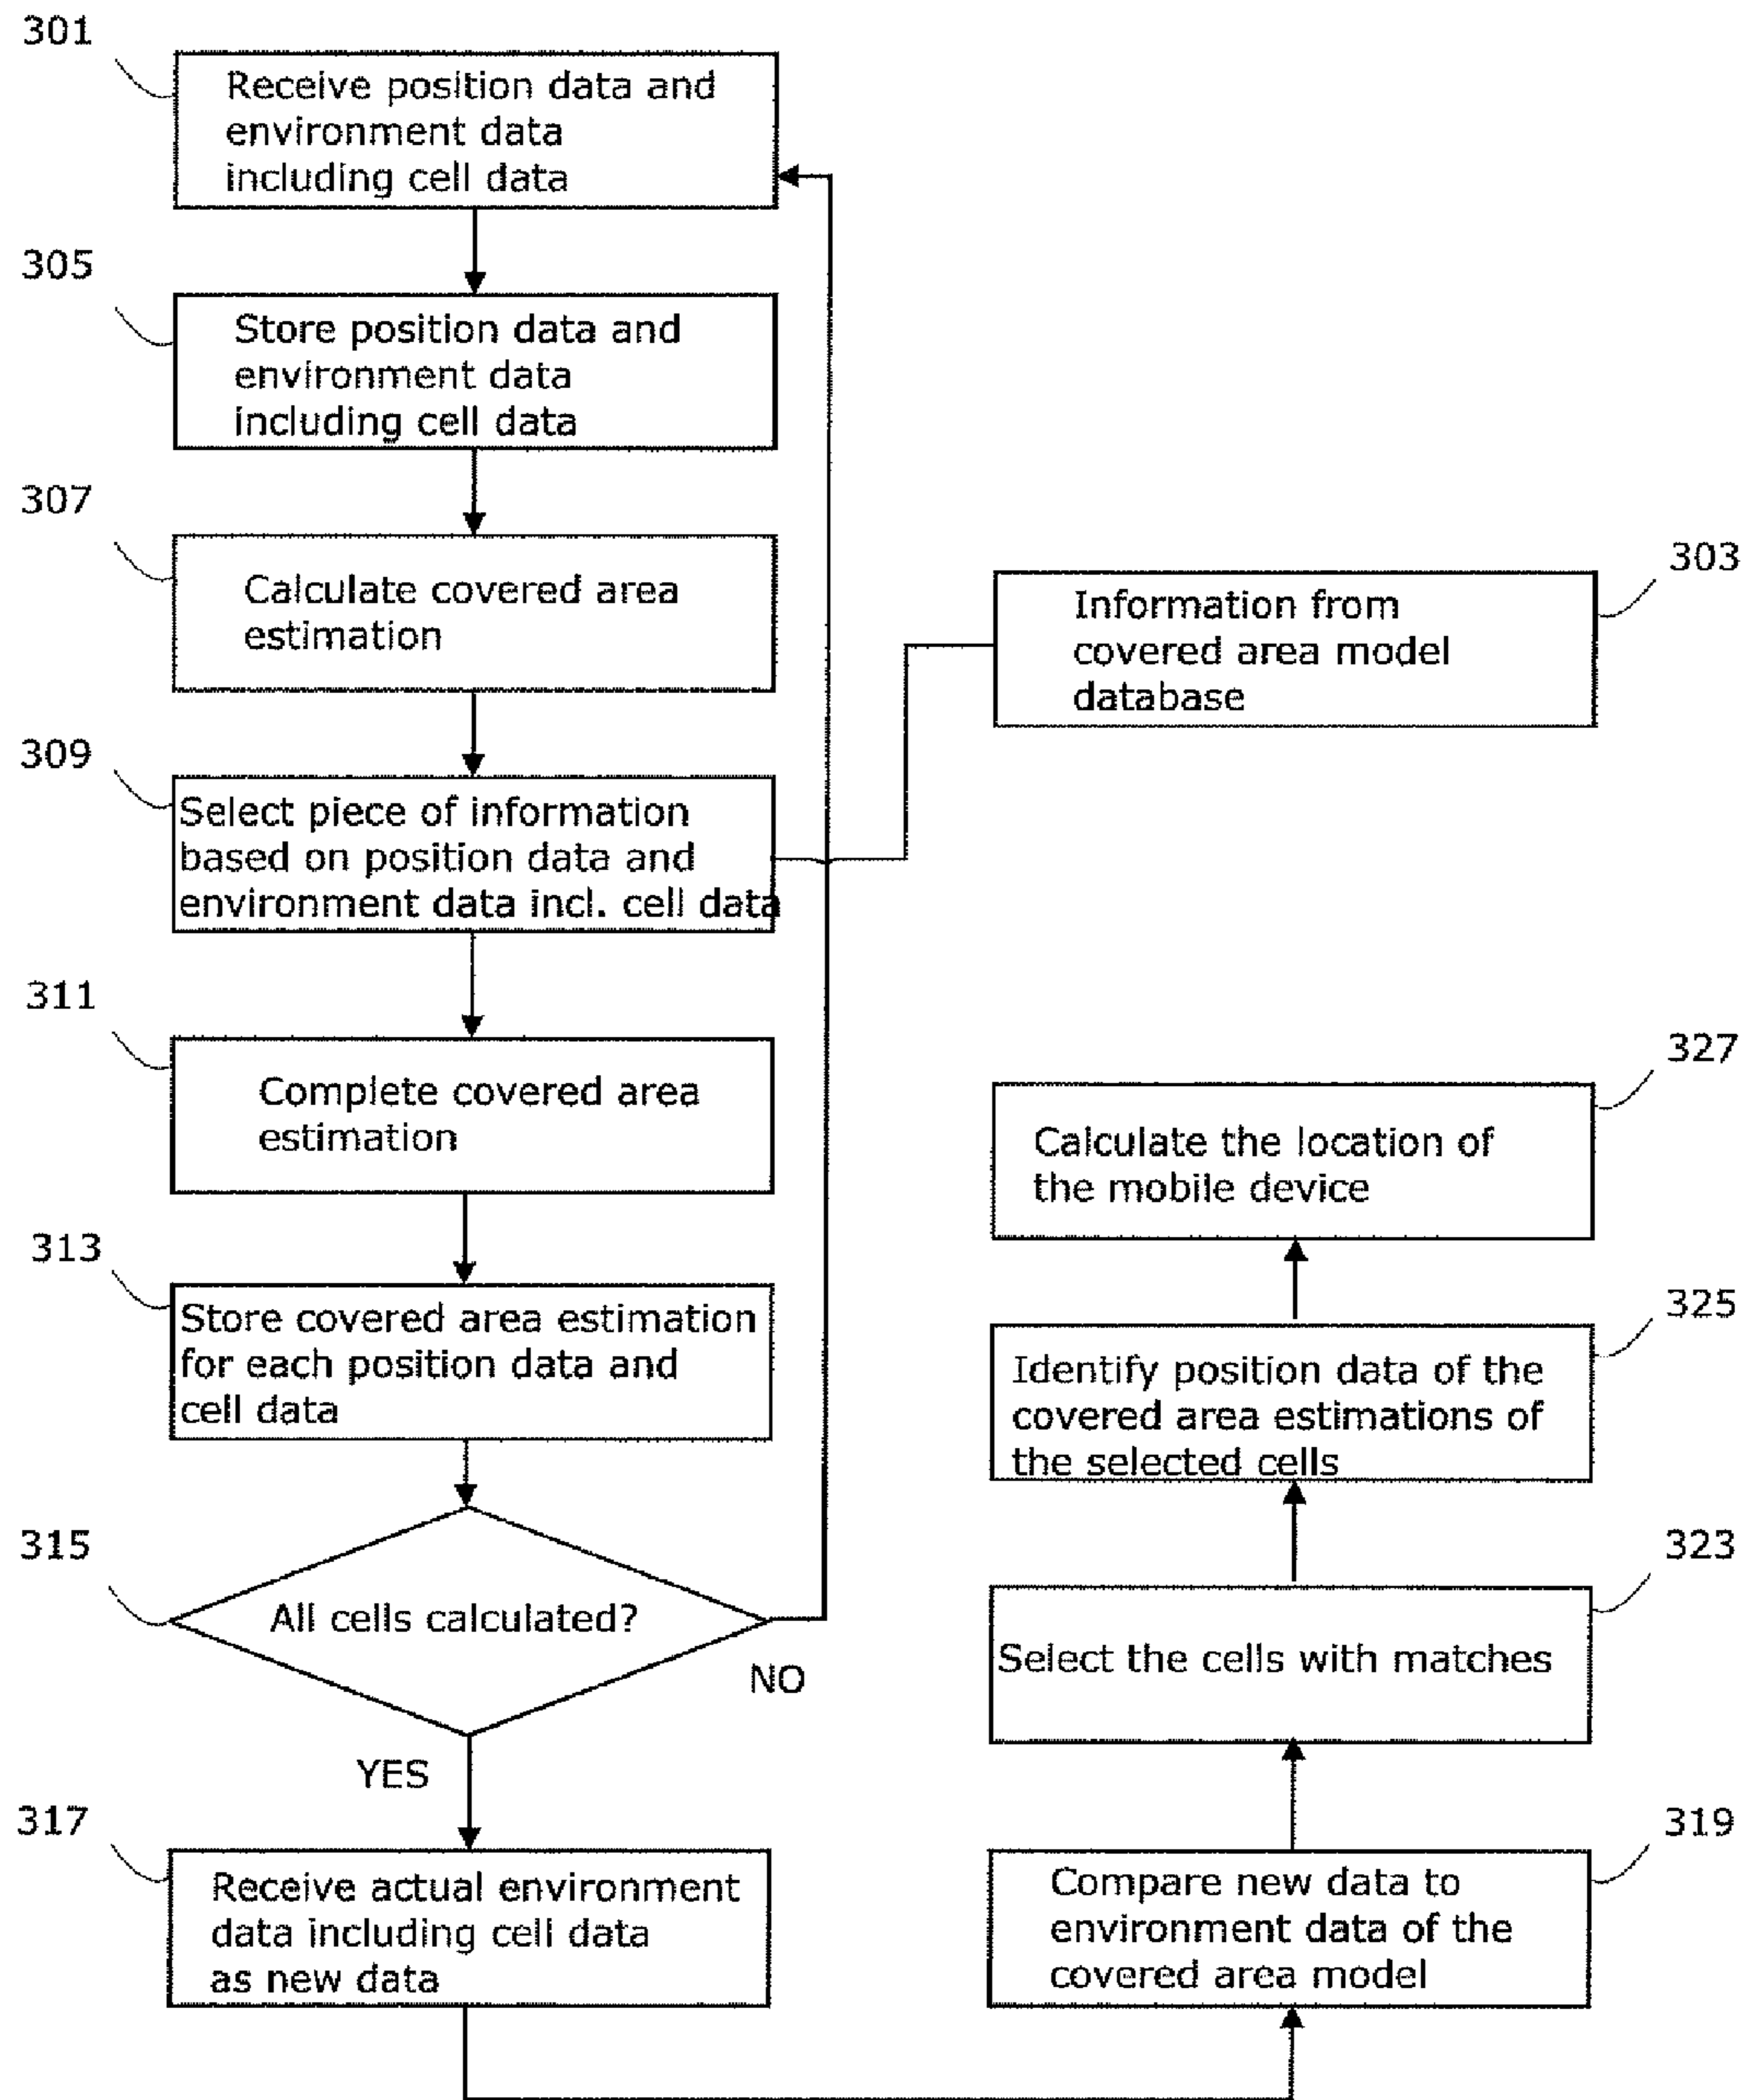 301
Receive position data and
environment data
including cell data
305
Store position data and
environment data
including cell data
307
Calculate covered area
estimation
303
Information from
covered area model
database
309
Select piece of information
based on position data and
environment data incl. cell data
311
Complete covered area
estimation
313
Store covered area estimation
for each position data and
cell data
315
All cells calculated?
NO
YES
317
Receive actual environment
data including cell data
as new data
327
Calculate the location of
the mobile device
325
Identify position data of the
covered area estimations of
the selected cells
323
Select the cells with matches
319
Compare new data to
environment data of the
covered area model